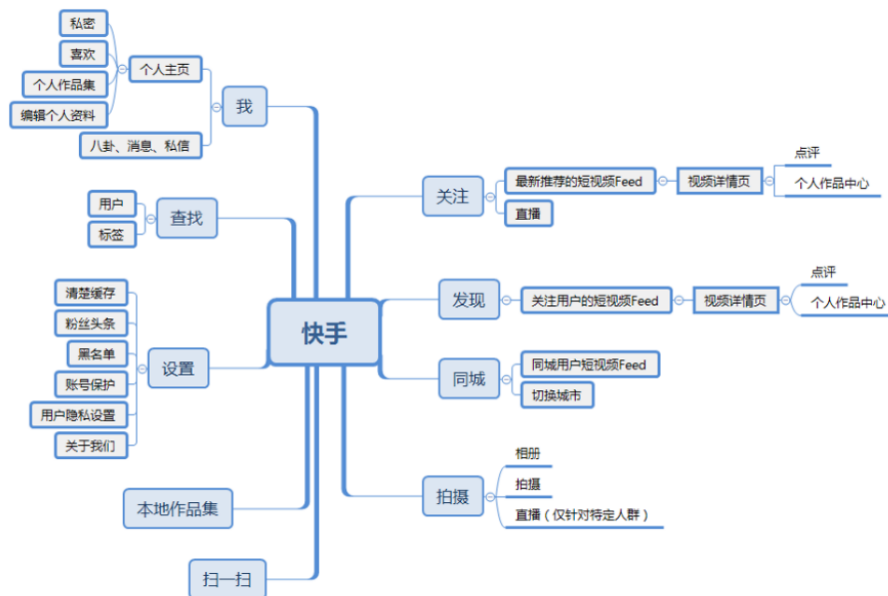 快手
我
个人主页
私密
喜欢
个人作品集
编辑个人资料
八卦、消息、私信
查找
用户
标签
设置
清楚缓存
粉丝头条
黑名单
账号保护
用户隐私设置
关于我们
本地作品集
扫一扫
关注
最新推荐的短视频Feed
视频详情页
点评
个人作品中心
直播
发现
关注用户的短视频Feed
视频详情页
点评
个人作品中心
同城
同城用户短视频Feed
切换城市
拍摄
相册
拍摄
直播（仅针对特定人群）